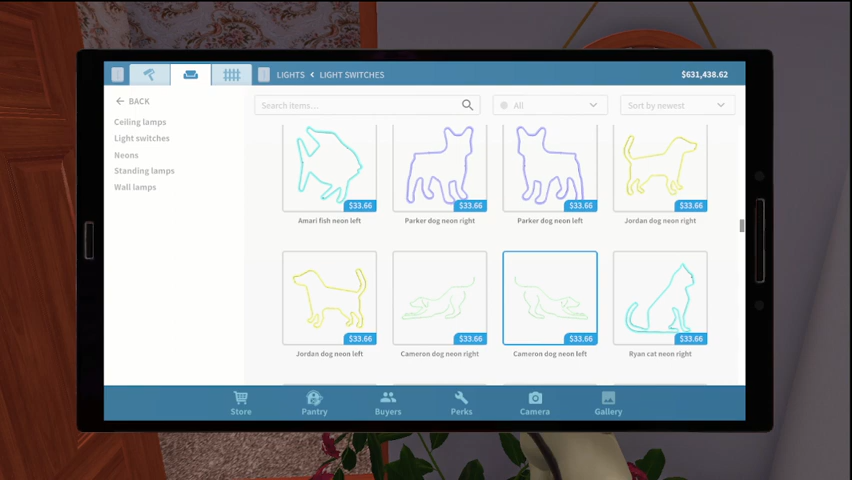 LIGHTS < LIGHT SWITCHES
$631,438.62
BACK
Search items...
All
Sort by newest
Ceiling lamps
Light switches
Neons
Standing lamps
Wall lamps
$33.66
$33.66
$33.66
$33.66
Amari fish neon left
Parker dog neon right
Parker dog neon left
Jordan dog neon right
$33.66
$33.66
$33.66
$33.66
Jordan dog neon left
Cameron dog neon right
Cameron dog neon left
Ryan cat neon right
Store
Pantry
Buyers
Perks
Camera
Gallery